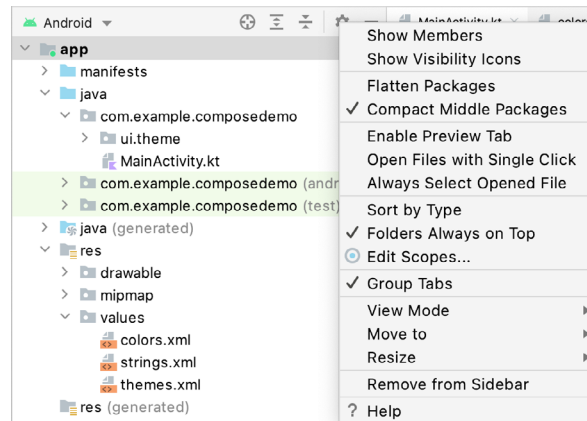 Android
MainActivity.kt
app
manifests
java
com.example.composedemo
ui.theme
MainActivity.kt
com.example.composedemo
com.example.composedemo (test)
java (generated)
res
drawable
mipmap
values
colors.xml
strings.xml
themes.xml
res (generated)
Show Members
Show Visibility Icons
Flatten Packages
Compact Middle Packages
Enable Preview Tab
Open Files with Single Click
Always Select Opened File
Sort by Type
Folders Always on Top
Edit Scopes...
Group Tabs
View Mode
Move to
Resize
Remove from Sidebar
? Help